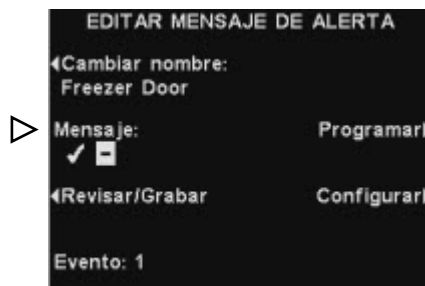 EDITAR MENSAJE DE ALERTA
Cambiar nombre:
Freezer Door
Mensaje: Programar
✓ -
Revisar/Grabar Configurar
Evento: 1